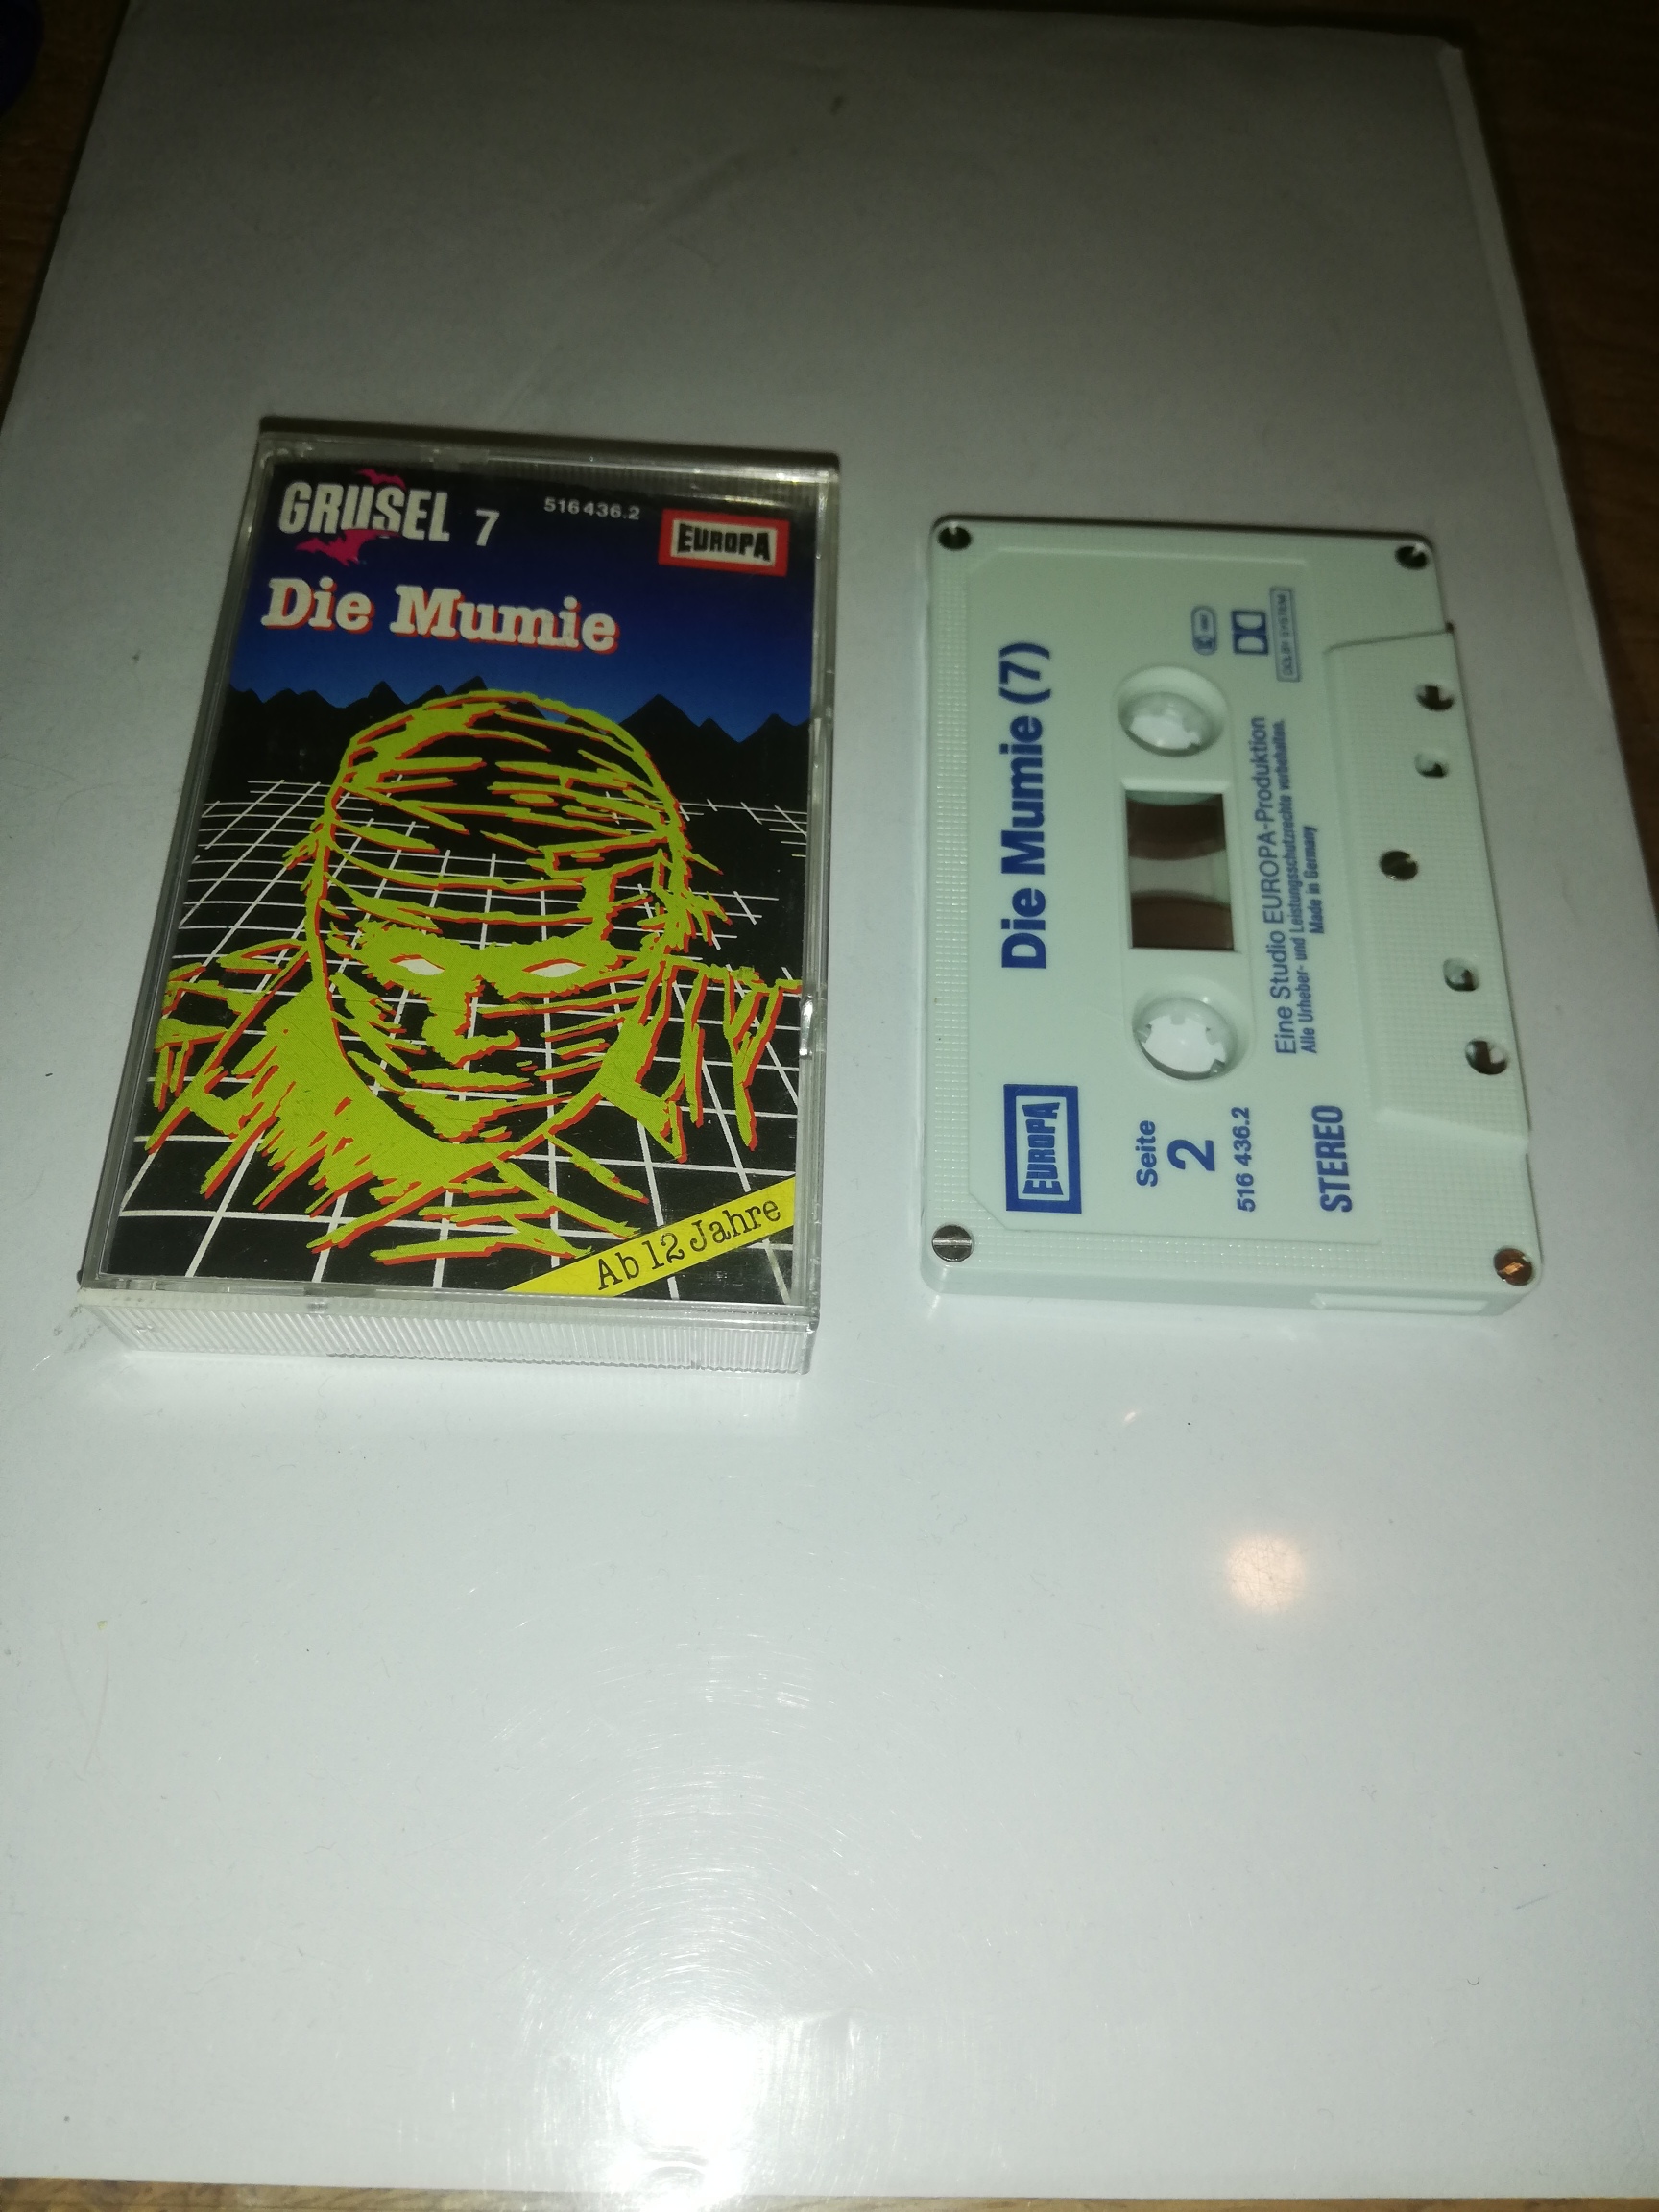 GRUSEL 7
516 436.2
EUROPA
Die Mumie
Ab 12 Jahre
Die Mumie (7)
EUROPA
Seite
2
516 436.2
STEREO
Eine Studio EUROPA-Produktion
Alle Urheber- und Leistungsschutzrechte vorbehalten.
Made in Germany
DOLBY SYSTEM